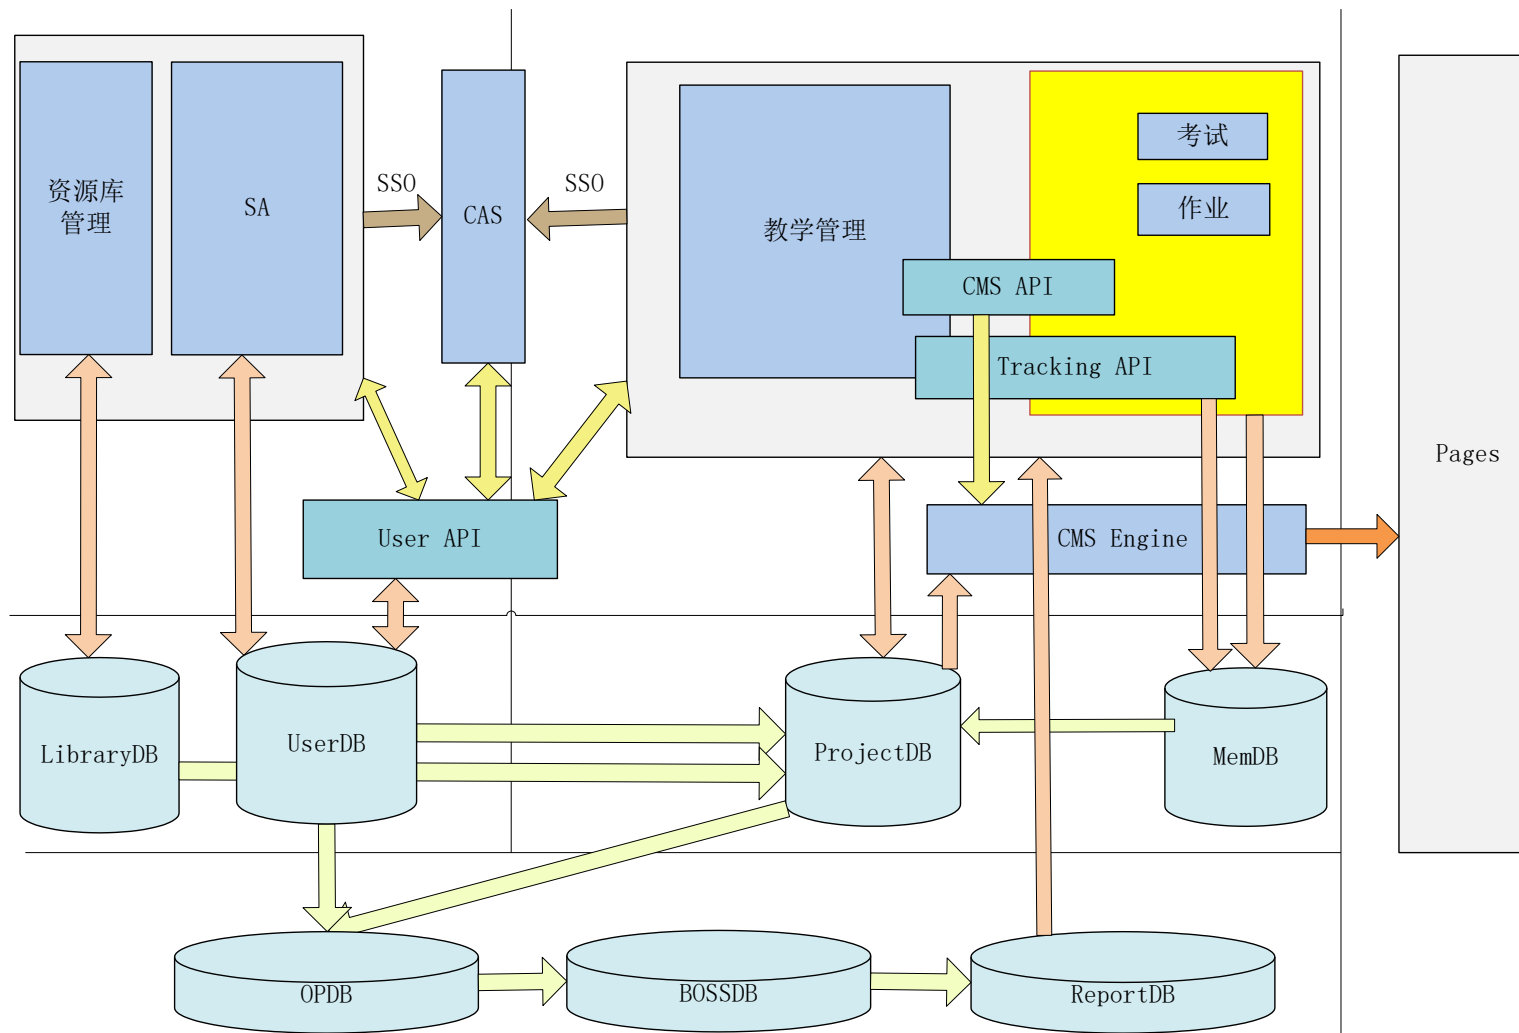 资源库
管理
SA
SSO
CAS
SSO
教学管理
考试
作业
CMS API
Tracking API
Pages
User API
CMS Engine
LibraryDB
UserDB
ProjectDB
MemDB
OPDB
BOSSDB
ReportDB